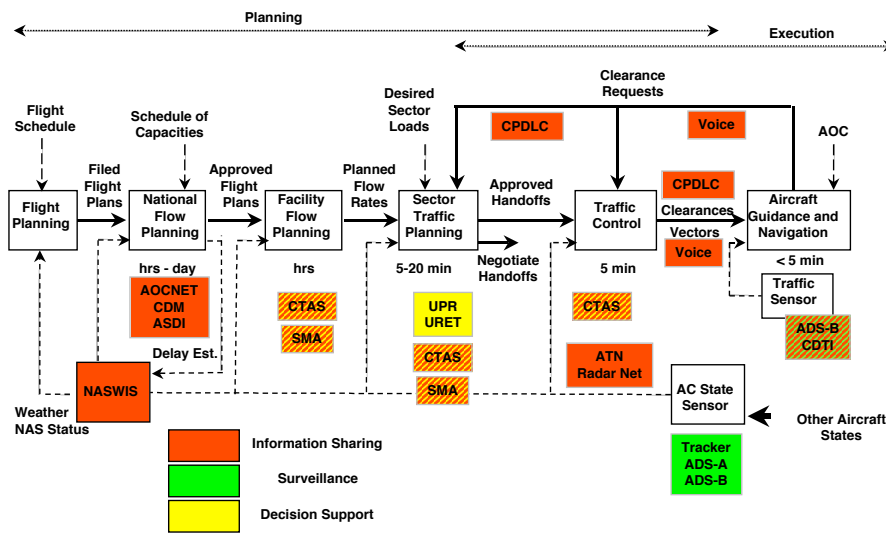 Planning
Execution
Clearance
Requests
Flight
Schedule
Schedule of
Capacities
Desired
Sector
Loads
CPDLC
Voice
AOC
Filed
Flight
Plans
Approved
Flight
Plans
Planned
Flow
Rates
Approved
Handoffs
CPDLC
Clearances
Vectors
Voice
Flight
Planning
National
Flow
Planning
Facility
Flow
Planning
Sector
Traffic
Planning
Traffic
Control
Aircraft
Guidance and
Navigation
Negotiate
Handoffs
hrs - day
hrs
5-20 min
5 min
< 5 min
AOCNET
CDM
ASDI
CTAS
SMA
UPR
URET
CTAS
SMA
CTAS
ATN
Radar Net
Traffic
Sensor
ADS-B
CDTI
Delay Est.
NASWIS
Weather
NAS Status
AC State
Sensor
Other Aircraft
States
Tracker
ADS-A
ADS-B
Information Sharing
Surveillance
Decision Support